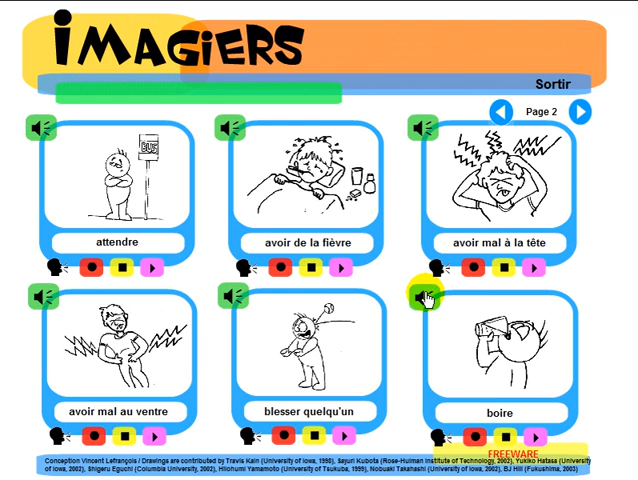 iMAGiERS
Sortir
Page 2
BUS
attendre
avoir de la fièvre
avoir mal à la tête
avoir mal au ventre
blesser quelqu'un
boire
FREEWARE
Conception Vincent Lefrançois / Drawings are contributed by Travis Kain (University of Iowa, 1998), Sayuri Kubota (Rose-Hulman Institute of Technology, 2002), Yukiko Hatasa (University
of Iowa, 2002), Shigeru Eguchi (Columbia University, 2002), Hilohumi Yamamoto (University of Tsukuba, 1999), Nobuaki Takahashi (University of Iowa, 2002), BJ Hill (Fukushima, 2003)